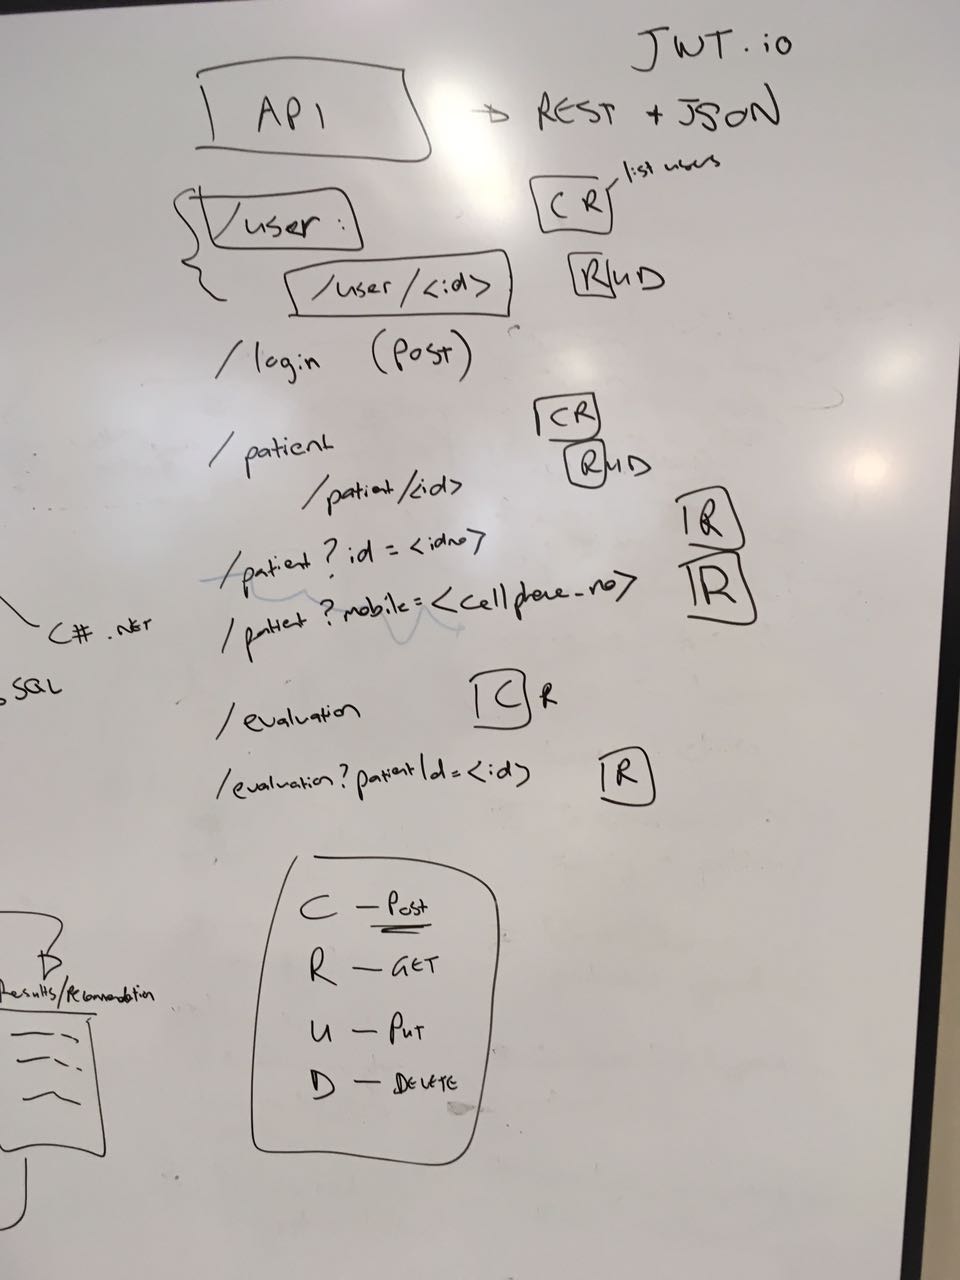 JWT.io
API → REST + JSON
/user : CR list users
/user/<id> RUD
/login (Post)
/patient CR
/patient/<id> RUD
/patient?id=<idno> R
/patient?mobile=<cellphone_no> R
C# .NET
SQL
/evaluation C R
/evaluation?patientId=<id> R
C — Post
R — GET
U — PUT
D — DELETE
Results/Recommendation